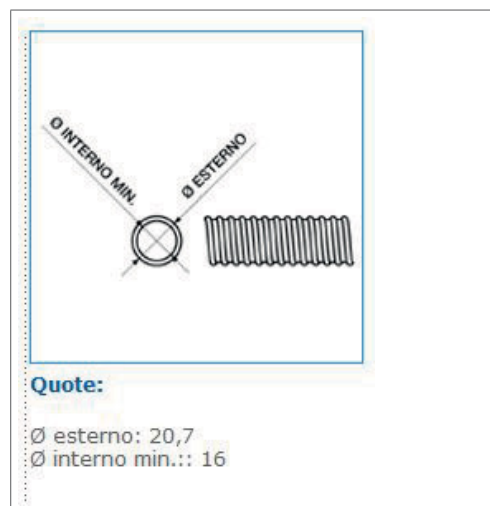 Ø INTERNO MIN.
Ø ESTERNO
Quote:
Ø esterno: 20,7
Ø interno min.:: 16